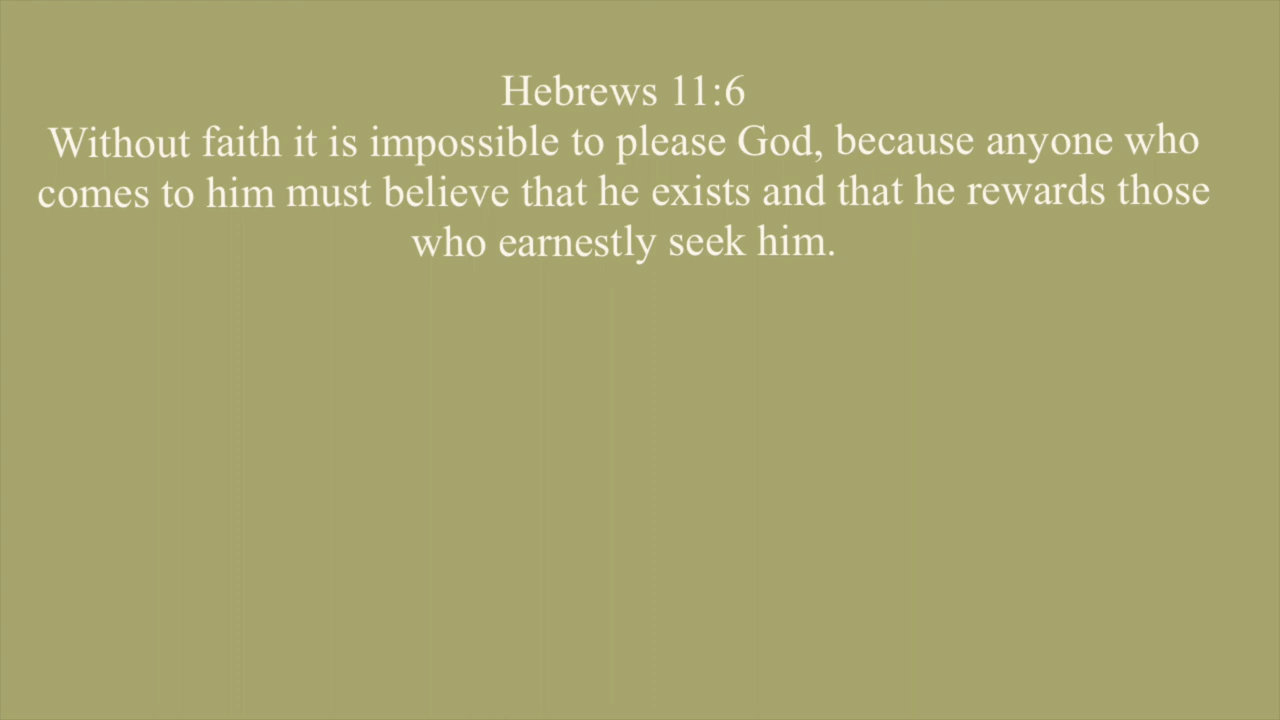 Hebrews 11:6
Without faith it is impossible to please God, because anyone who
comes to him must believe that he exists and that he rewards those
who earnestly seek him.